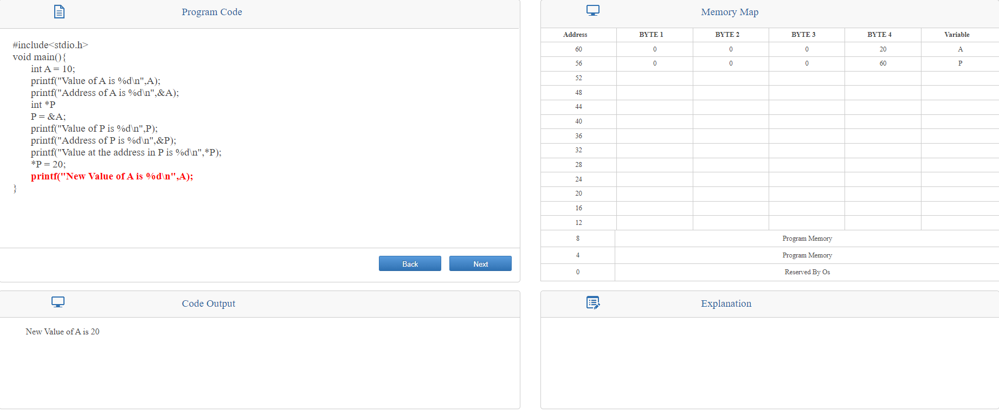 Program Code
#include<stdio.h>
void main(){
int A = 10;
printf("Value of A is %d\n",A);
printf("Address of A is %d\n",&A);
int *P
P = &A;
printf("Value of P is %d\n",P);
printf("Address of P is %d\n",&P);
printf("Value at the address in P is %d\n",*P);
*P = 20;
printf("New Value of A is %d\n",A);
}
Back Next
Memory Map
Address BYTE 1 BYTE 2 BYTE 3 BYTE 4 Variable
60 0 0 0 20 A
56 0 0 0 60 P
52
48
44
40
36
32
28
24
20
16
12
8 Program Memory
4 Program Memory
0 Reserved By Os
Code Output
New Value of A is 20
Explanation